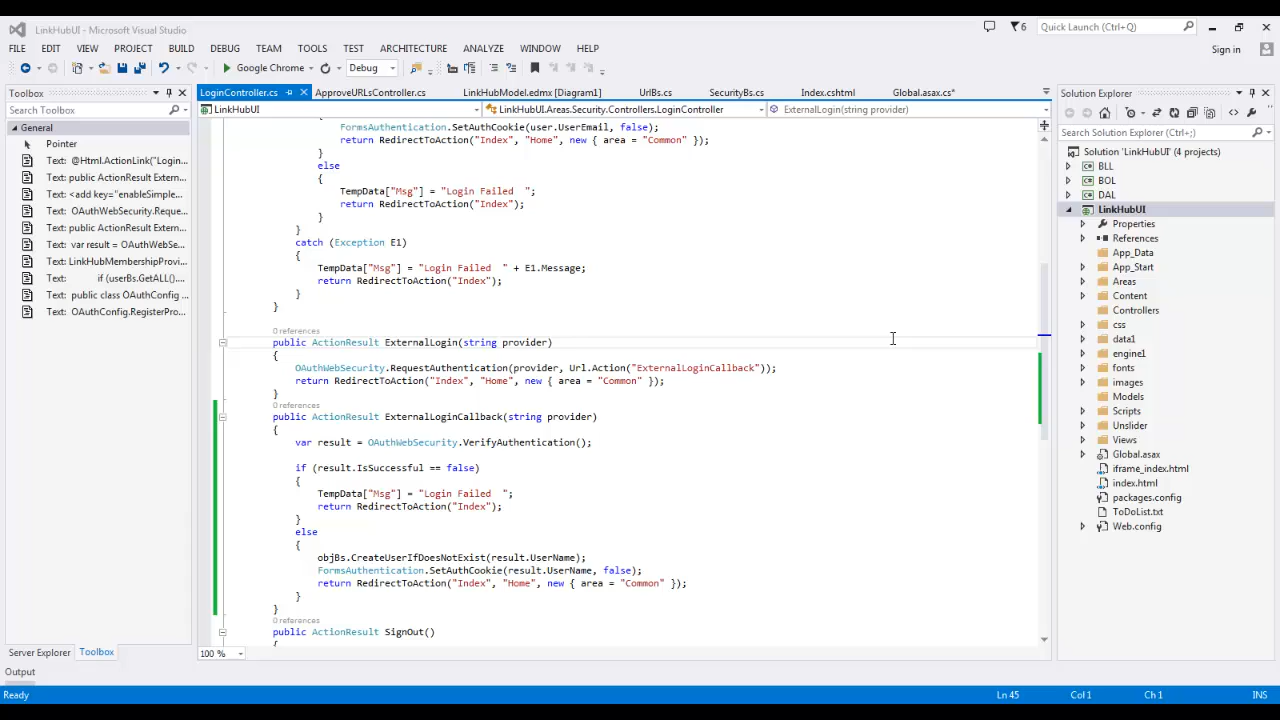 LinkHubUI - Microsoft Visual Studio
6
Quick Launch (Ctrl+Q)
FILE EDIT VIEW PROJECT BUILD DEBUG TEAM TOOLS TEST ARCHITECTURE ANALYZE WINDOW HELP
Sign in
Google Chrome
Debug
Toolbox
Search Toolbox
General
Pointer
Text: @Html.ActionLink("Login...
Text: public ActionResult Extern...
Text: <add key="enableSimple...
Text: OAuthWebSecurity.Reque...
Text: public ActionResult Extern...
Text: var result = OAuthWebSe...
Text: LinkHubMembershipProvi...
Text: if (userBs.GetALL()....
Text: public class OAuthConfig ...
Text: OAuthConfig.RegisterPro...
Server Explorer Toolbox
LoginController.cs ApproveURLsController.cs LinkHubModel.edmx [Diagram1] UrlBs.cs SecurityBs.cs Index.cshtml Global.asax.cs*
LinkHubUI LinkHubUI.Areas.Security.Controllers.LoginController ExternalLogin(string provider)
{
FormsAuthentication.SetAuthCookie(user.UserEmail, false);
return RedirectToAction("Index", "Home", new { area = "Common" });
}
else
{
TempData["Msg"] = "Login Failed  ";
return RedirectToAction("Index");
}
}
catch (Exception E1)
{
TempData["Msg"] = "Login Failed  " + E1.Message;
return RedirectToAction("Index");
}
}
0 references
public ActionResult ExternalLogin(string provider)
{
OAuthWebSecurity.RequestAuthentication(provider, Url.Action("ExternalLoginCallback"));
return RedirectToAction("Index", "Home", new { area = "Common" });
}
0 references
public ActionResult ExternalLoginCallback(string provider)
{
var result = OAuthWebSecurity.VerifyAuthentication();
if (result.IsSuccessful == false)
{
TempData["Msg"] = "Login Failed  ";
return RedirectToAction("Index");
}
else
{
objBs.CreateUserIfDoesNotExist(result.UserName);
FormsAuthentication.SetAuthCookie(result.UserName, false);
return RedirectToAction("Index", "Home", new { area = "Common" });
}
}
0 references
public ActionResult SignOut()
{
100 %
Solution Explorer
Search Solution Explorer (Ctrl+;)
Solution 'LinkHubUI' (4 projects)
BLL
BOL
DAL
LinkHubUI
Properties
References
App_Data
App_Start
Areas
Content
Controllers
css
data1
engine1
fonts
images
Models
Scripts
Unslider
Views
Global.asax
iframe_index.html
index.html
packages.config
ToDoList.txt
Web.config
Output
Ready
Ln 45 Col 1 Ch 1 INS